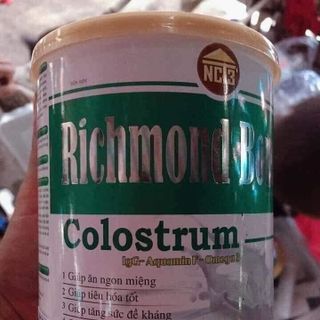 NC3
Richmond
Colostrum
IgG - Aquamin F - Omega 3
1 Giúp ăn ngon miệng
2 Giúp tiêu hóa tốt
3 Giúp tăng sức đề kháng